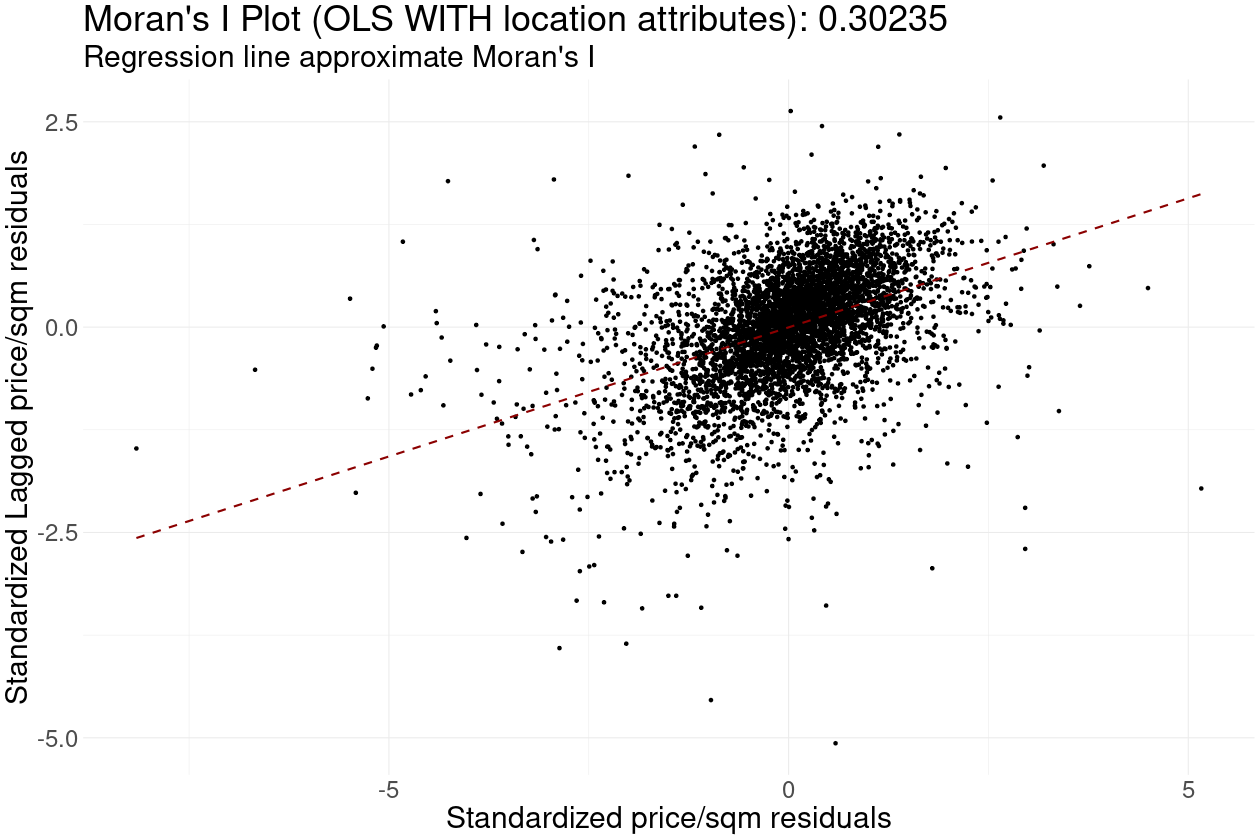 Moran's I Plot (OLS WITH location attributes): 0.30235
Regression line approximate Moran's I
Standardized Lagged price/sqm residuals
2.5
0.0
-2.5
-5.0
-5
0
5
Standardized price/sqm residuals